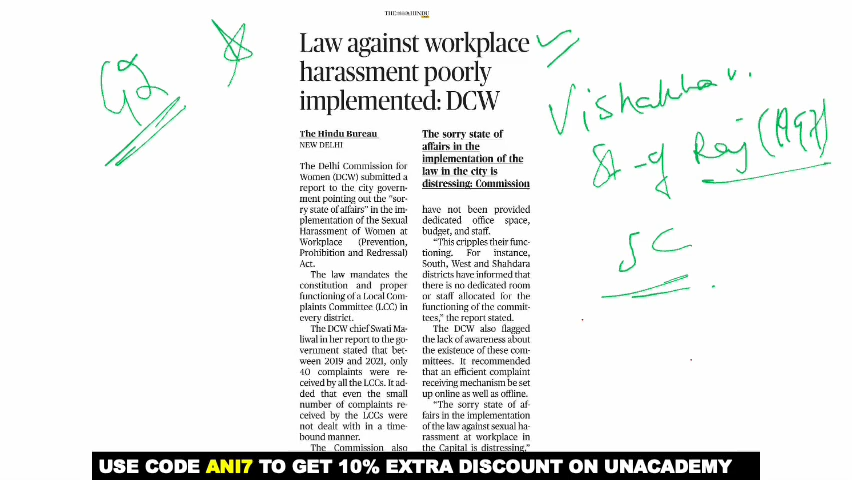 THE HINDU
Law against workplace
harassment poorly
implemented: DCW
The Hindu Bureau
NEW DELHI
The Delhi Commission for
Women (DCW) submitted a
report to the city govern-
ment pointing out the “sor-
ry state of affairs” in the im-
plementation of the Sexual
Harassment of Women at
Workplace (Prevention,
Prohibition and Redressal)
Act.
The law mandates the
constitution and proper
functioning of a Local Com-
plaints Committee (LCC) in
every district.
The DCW chief Swati Ma-
liwal in her report to the go-
vernment stated that bet-
ween 2019 and 2021, only
40 complaints were re-
ceived by all the LCCs. It ad-
ded that even the small
number of complaints re-
ceived by the LCCs were
not dealt with in a time-
bound manner.
The Commission also
The sorry state of
affairs in the
implementation of the
law in the city is
distressing: Commission
have not been provided
dedicated office space,
budget, and staff.
“This cripples their func-
tioning. For instance,
South, West and Shahdara
districts have informed that
there is no dedicated room
or staff allocated for the
functioning of the commit-
tees,” the report stated.
The DCW also flagged
the lack of awareness about
the existence of these com-
mittees. It recommended
that an efficient complaint
receiving mechanism be set
up online as well as offline.
“The sorry state of af-
fairs in the implementation
of the law against sexual ha-
rassment at workplace in
the Capital is distressing,”
Vishakha v.
St. of Raj (1997)
SC
USE CODE ANI7 TO GET 10% EXTRA DISCOUNT ON UNACADEMY